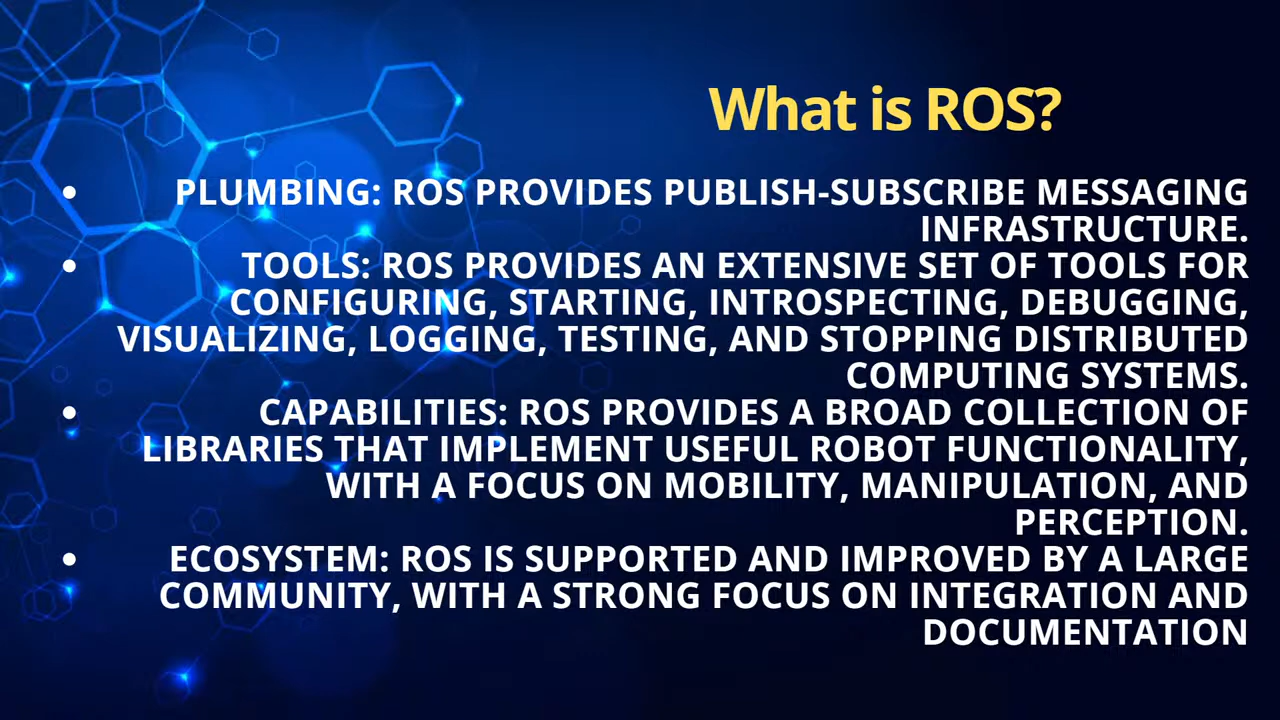 What is ROS?
• PLUMBING: ROS PROVIDES PUBLISH-SUBSCRIBE MESSAGING
INFRASTRUCTURE.
• TOOLS: ROS PROVIDES AN EXTENSIVE SET OF TOOLS FOR
CONFIGURING, STARTING, INTROSPECTING, DEBUGGING,
VISUALIZING, LOGGING, TESTING, AND STOPPING DISTRIBUTED
COMPUTING SYSTEMS.
• CAPABILITIES: ROS PROVIDES A BROAD COLLECTION OF
LIBRARIES THAT IMPLEMENT USEFUL ROBOT FUNCTIONALITY,
WITH A FOCUS ON MOBILITY, MANIPULATION, AND
PERCEPTION.
• ECOSYSTEM: ROS IS SUPPORTED AND IMPROVED BY A LARGE
COMMUNITY, WITH A STRONG FOCUS ON INTEGRATION AND
DOCUMENTATION